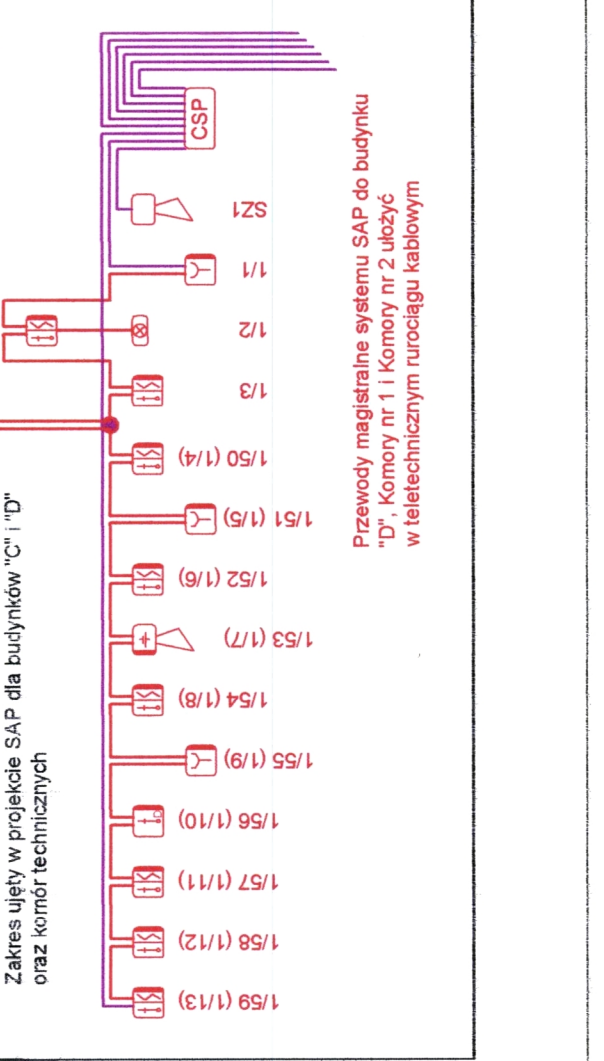 Zakres ujęty w projekcie SAP dla budynków "C" i "D"
oraz komór technicznych
CSP
SZ1
1/1
1/2
1/3
1/50 (1/4)
1/51 (1/5)
1/52 (1/6)
1/53 (1/7)
1/54 (1/8)
1/55 (1/9)
1/56 (1/10)
1/57 (1/11)
1/58 (1/12)
1/59 (1/13)
Przewody magistralne systemu SAP do budynku
"D", Komory nr 1 i Komory nr 2 ułożyć
w teletechnicznym rurociągu kablowym